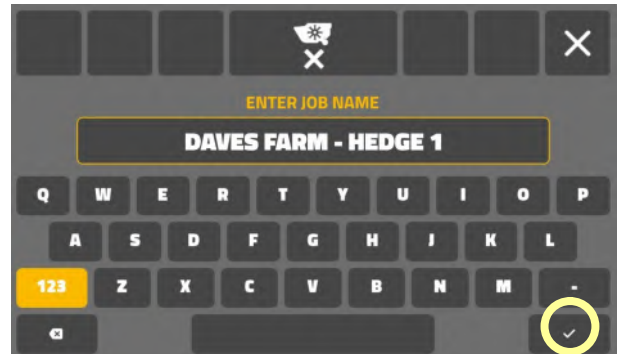 ENTER JOB NAME
DAVES FARM - HEDGE 1
Q W E R T Y U I O P
A S D F G H J K L
123 Z X C V B N M -